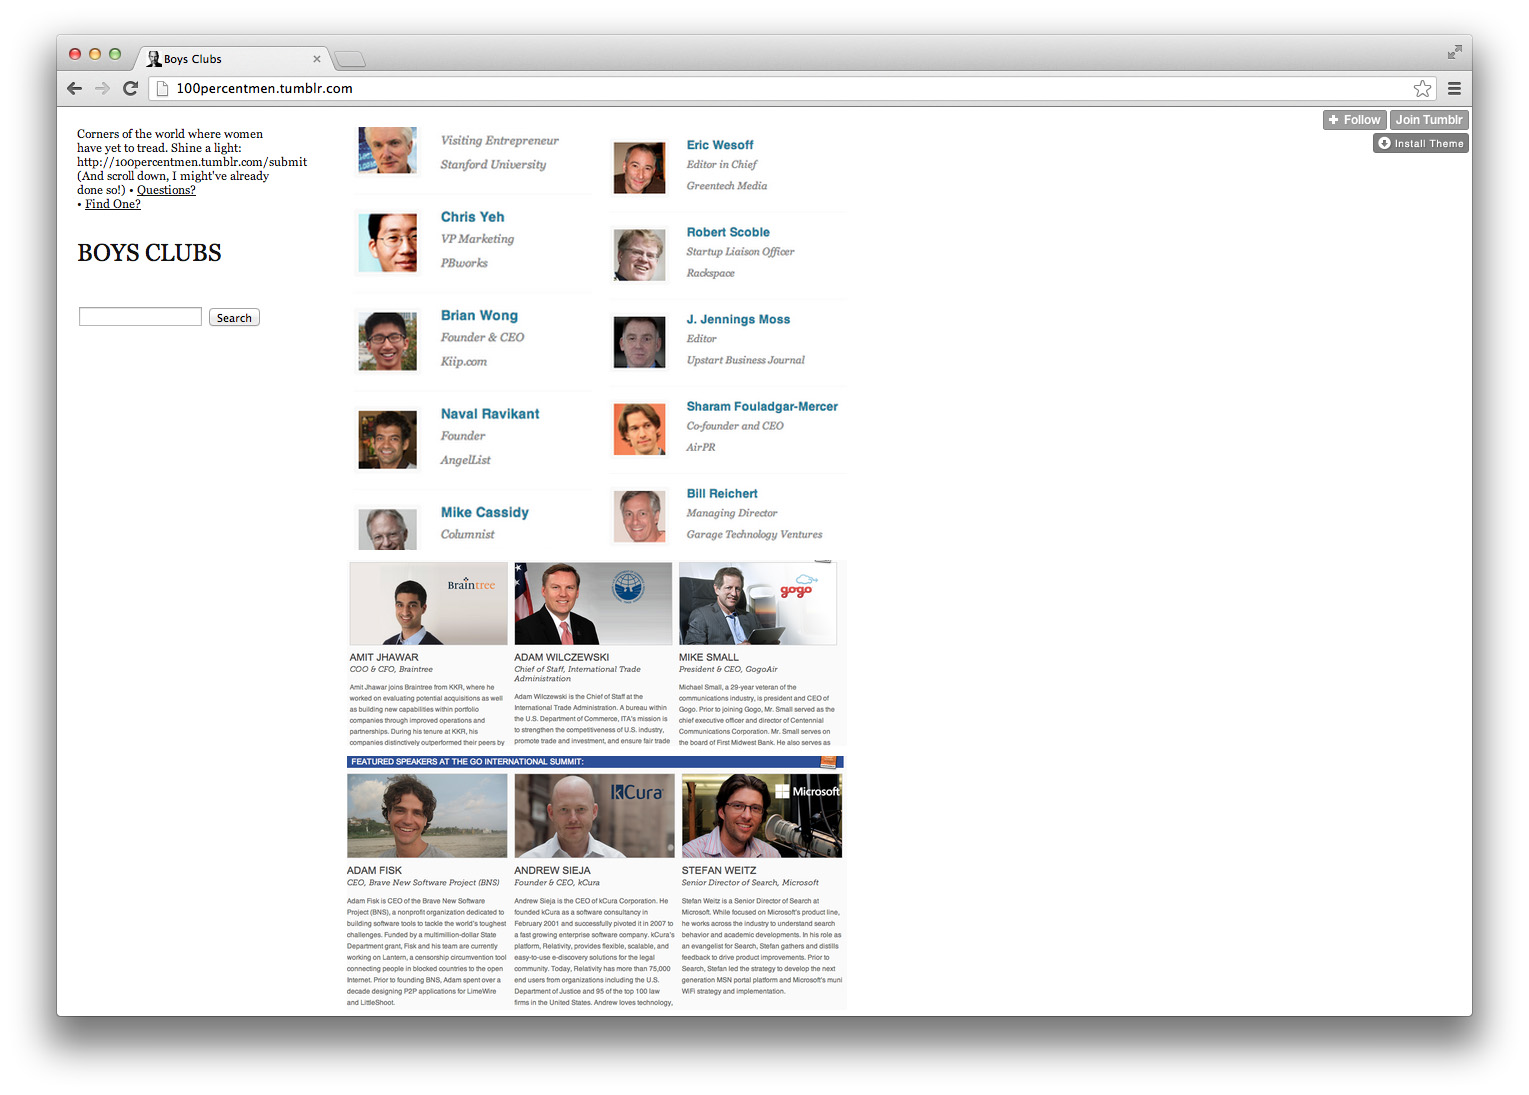 Boys Clubs
100percentmen.tumblr.com
+ Follow
Join Tumblr
Install Theme
Corners of the world where women
have yet to tread. Shine a light:
http://100percentmen.tumblr.com/submit
(And scroll down, I might've already
done so!) • Questions?
• Find One?
BOYS CLUBS
Search
Visiting Entrepreneur
Stanford University
Chris Yeh
VP Marketing
PBworks
Brian Wong
Founder & CEO
Kiip.com
Naval Ravikant
Founder
AngelList
Mike Cassidy
Columnist
Eric Wesoff
Editor in Chief
Greentech Media
Robert Scoble
Startup Liaison Officer
Rackspace
J. Jennings Moss
Editor
Upstart Business Journal
Sharam Fouladgar-Mercer
Co-founder and CEO
AirPR
Bill Reichert
Managing Director
Garage Technology Ventures
Braintree
AMIT JHAWAR
COO & CFO, Braintree
Amit Jhawar joins Braintree from KKR, where he
worked on evaluating potential acquisitions as well
as building new capabilities within portfolio
companies through improved operations and
partnerships. During his tenure at KKR, his
companies distinctively outperformed their peers by
ADAM WILCZEWSKI
Chief of Staff, International Trade
Administration
Adam Wilczewski is the Chief of Staff at the
International Trade Administration. A bureau within
the U.S. Department of Commerce, ITA's mission is
to strengthen the competitiveness of U.S. industry,
promote trade and investment, and ensure fair trade
gogo
MIKE SMALL
President & CEO, GogoAir
Michael Small, a 29-year veteran of the
communications industry, is president and CEO of
Gogo. Prior to joining Gogo, Mr. Small served as the
chief executive officer and director of Centennial
Communications Corporation. Mr. Small serves on
the board of First Midwest Bank. He also serves as
FEATURED SPEAKERS AT THE GO INTERNATIONAL SUMMIT:
ADAM FISK
CEO, Brave New Software Project (BNS)
Adam Fisk is CEO of the Brave New Software
Project (BNS), a nonprofit organization dedicated to
building software tools to tackle the world's toughest
challenges. Funded by a multimillion-dollar State
Department grant, Fisk and his team are currently
working on Lantern, a censorship circumvention tool
connecting people in blocked countries to the open
Internet. Prior to founding BNS, Adam spent over a
decade designing P2P applications for LimeWire
and LittleShoot.
kCura
ANDREW SIEJA
Founder & CEO, kCura
Andrew Sieja is the CEO of kCura Corporation. He
founded kCura as a software consultancy in
February 2001 and successfully pivoted it in 2007 to
a fast growing enterprise software company. kCura's
platform, Relativity, provides flexible, scalable, and
easy-to-use e-discovery solutions for the legal
community. Today, Relativity has more than 75,000
end users from organizations including the U.S.
Department of Justice and 95 of the top 100 law
firms in the United States. Andrew loves technology,
Microsoft
STEFAN WEITZ
Senior Director of Search, Microsoft
Stefan Weitz is a Senior Director of Search at
Microsoft. While focused on Microsoft's product line,
he works across the industry to understand search
behavior and academic developments. In his role as
an evangelist for Search, Stefan gathers and distills
feedback to drive product improvements. Prior to
Search, Stefan led the strategy to develop the next
generation MSN portal platform and Microsoft's muni
WiFi strategy and implementation.